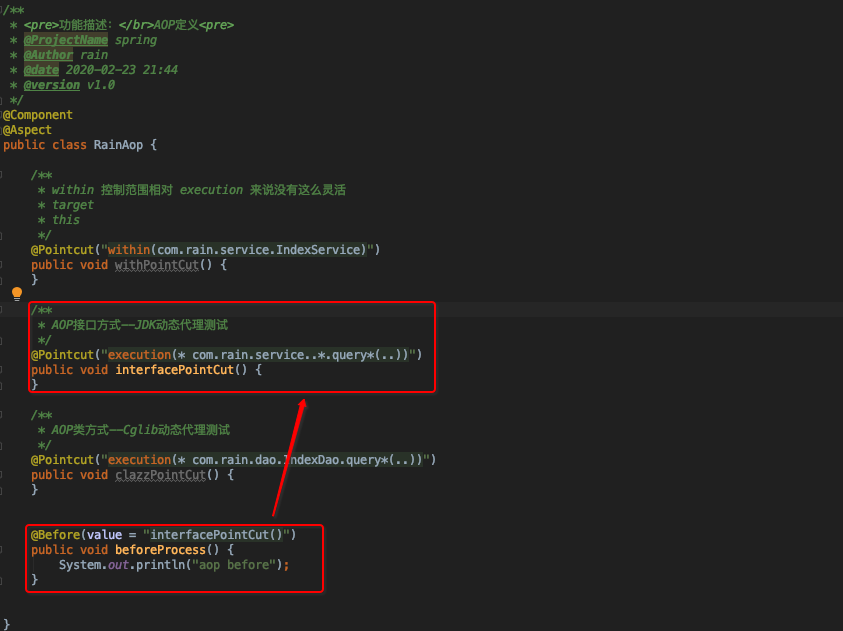 /**
 * <pre>功能描述: </br>AOP定义<pre>
 * @ProjectName spring
 * @Author rain
 * @date 2020-02-23 21:44
 * @version v1.0
 */
@Component
@Aspect
public class RainAop {
    /**
     * within 控制范围相对 execution 来说没有这么灵活
     * target
     * this
     */
    @Pointcut("within(com.rain.service.IndexService)")
    public void withPointCut() {
    }
    /**
     * AOP接口方式--JDK动态代理测试
     */
    @Pointcut("execution(* com.rain.service..*.query*(..))")
    public void interfacePointCut() {
    }
    /**
     * AOP类方式--Cglib动态代理测试
     */
    @Pointcut("execution(* com.rain.dao.IndexDao.query*(..))")
    public void clazzPointCut() {
    }
    @Before(value = "interfacePointCut()")
    public void beforeProcess() {
        System.out.println("aop before");
    }
}